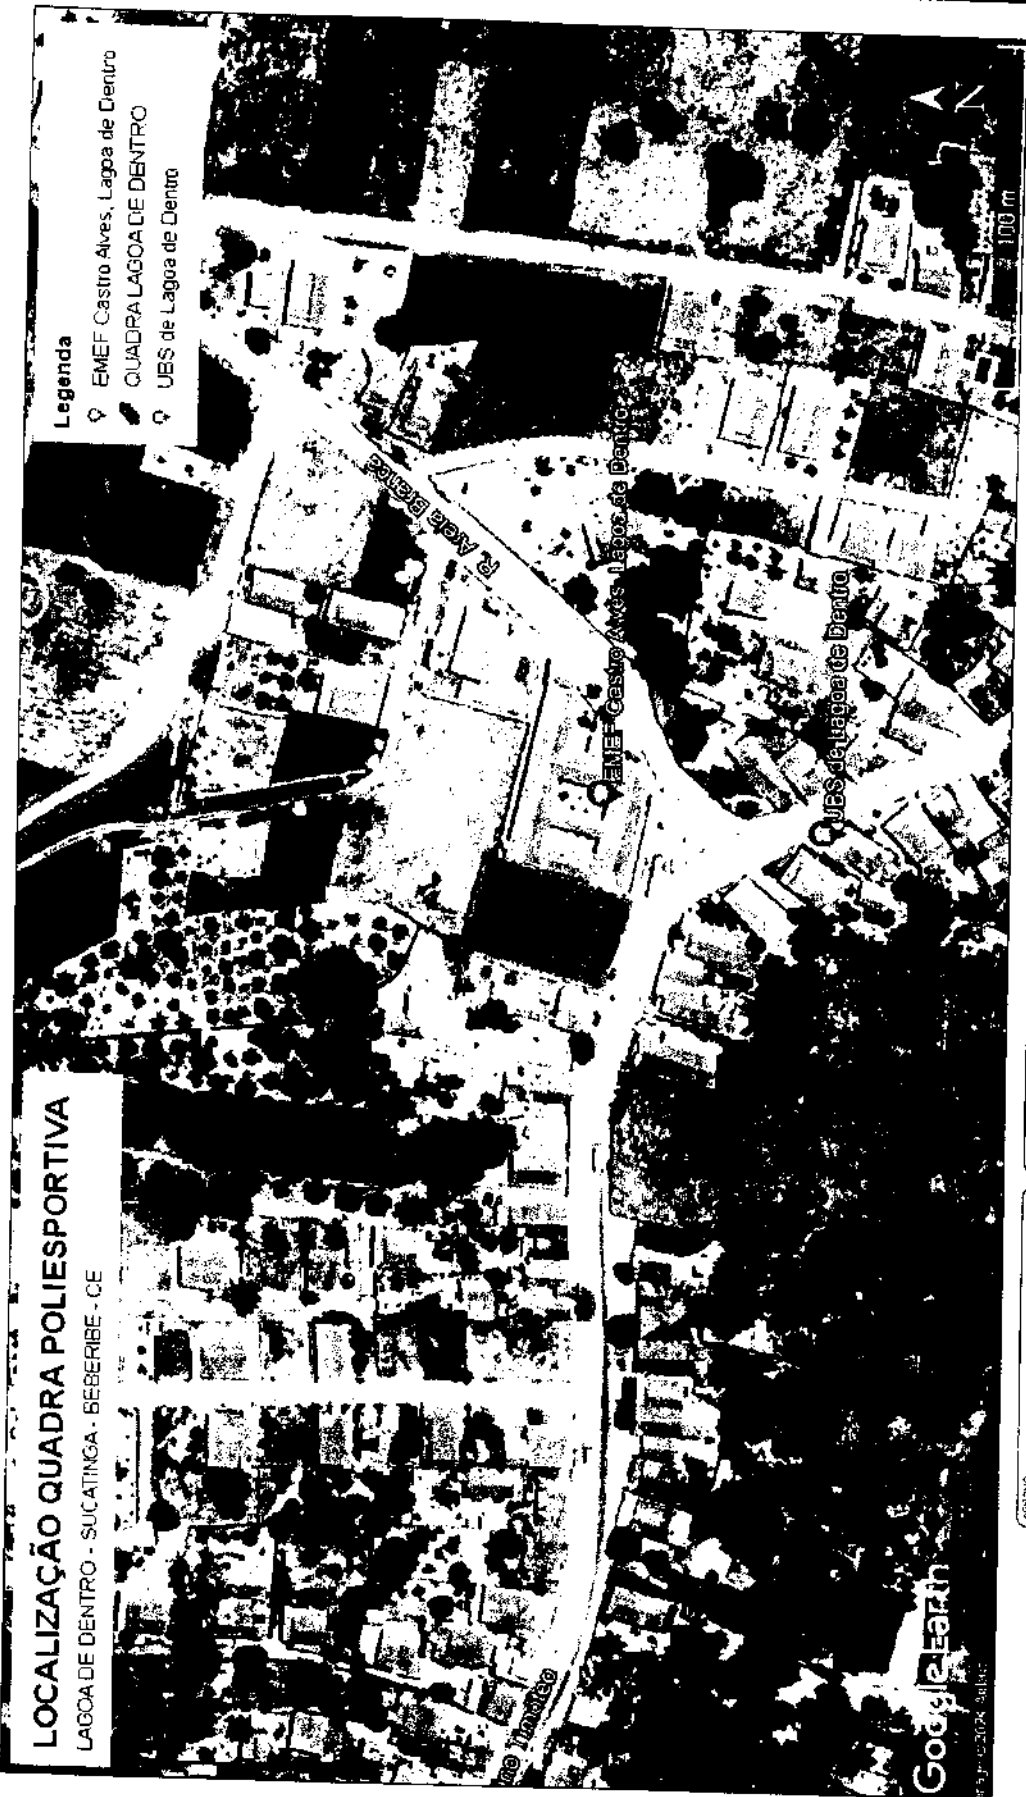 LOCALIZAÇÃO QUADRA POLIESPORTIVA
LAGOA DE DENTRO - SUCATINGA - BEBERIBE - CE
Legenda
EMEF Castro Alves, Lagoa de Dentro
QUADRA LAGOA DE DENTRO
UBS de Lagoa de Dentro
R. Areia Branca
EMEF Castro Alves, Lagoa de Dentro
UBS de Lagoa de Dentro
Google Earth
N
100 m